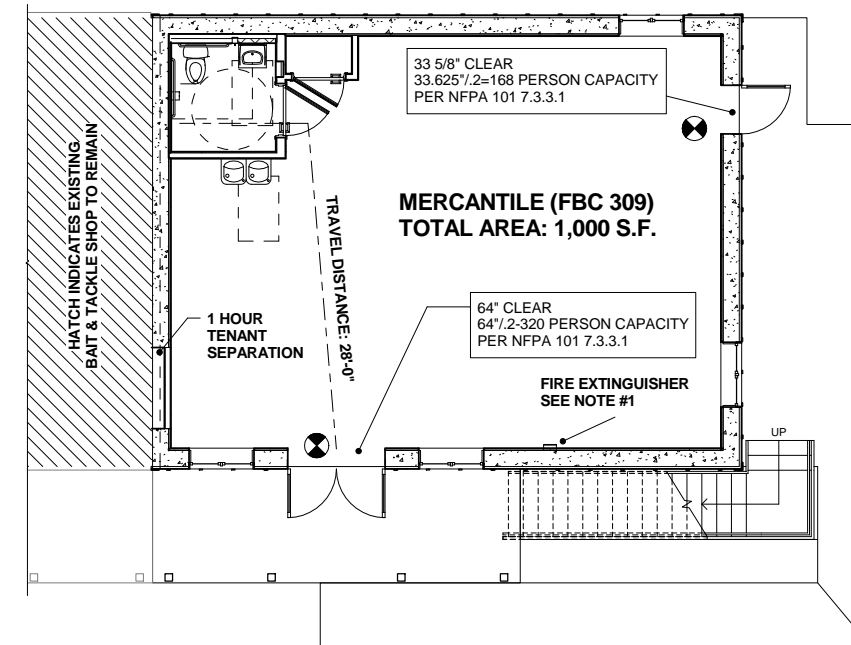 33 5/8" CLEAR
33.625"/.2=168 PERSON CAPACITY
PER NFPA 101 7.3.3.1
HATCH INDICATES EXISTING
BAIT & TACKLE SHOP TO REMAIN
MERCANTILE (FBC 309)
TOTAL AREA: 1,000 S.F.
TRAVEL DISTANCE: 28'-0"
1 HOUR
TENANT
SEPARATION
64" CLEAR
64"/.2-320 PERSON CAPACITY
PER NFPA 101 7.3.3.1
FIRE EXTINGUISHER
SEE NOTE #1
UP